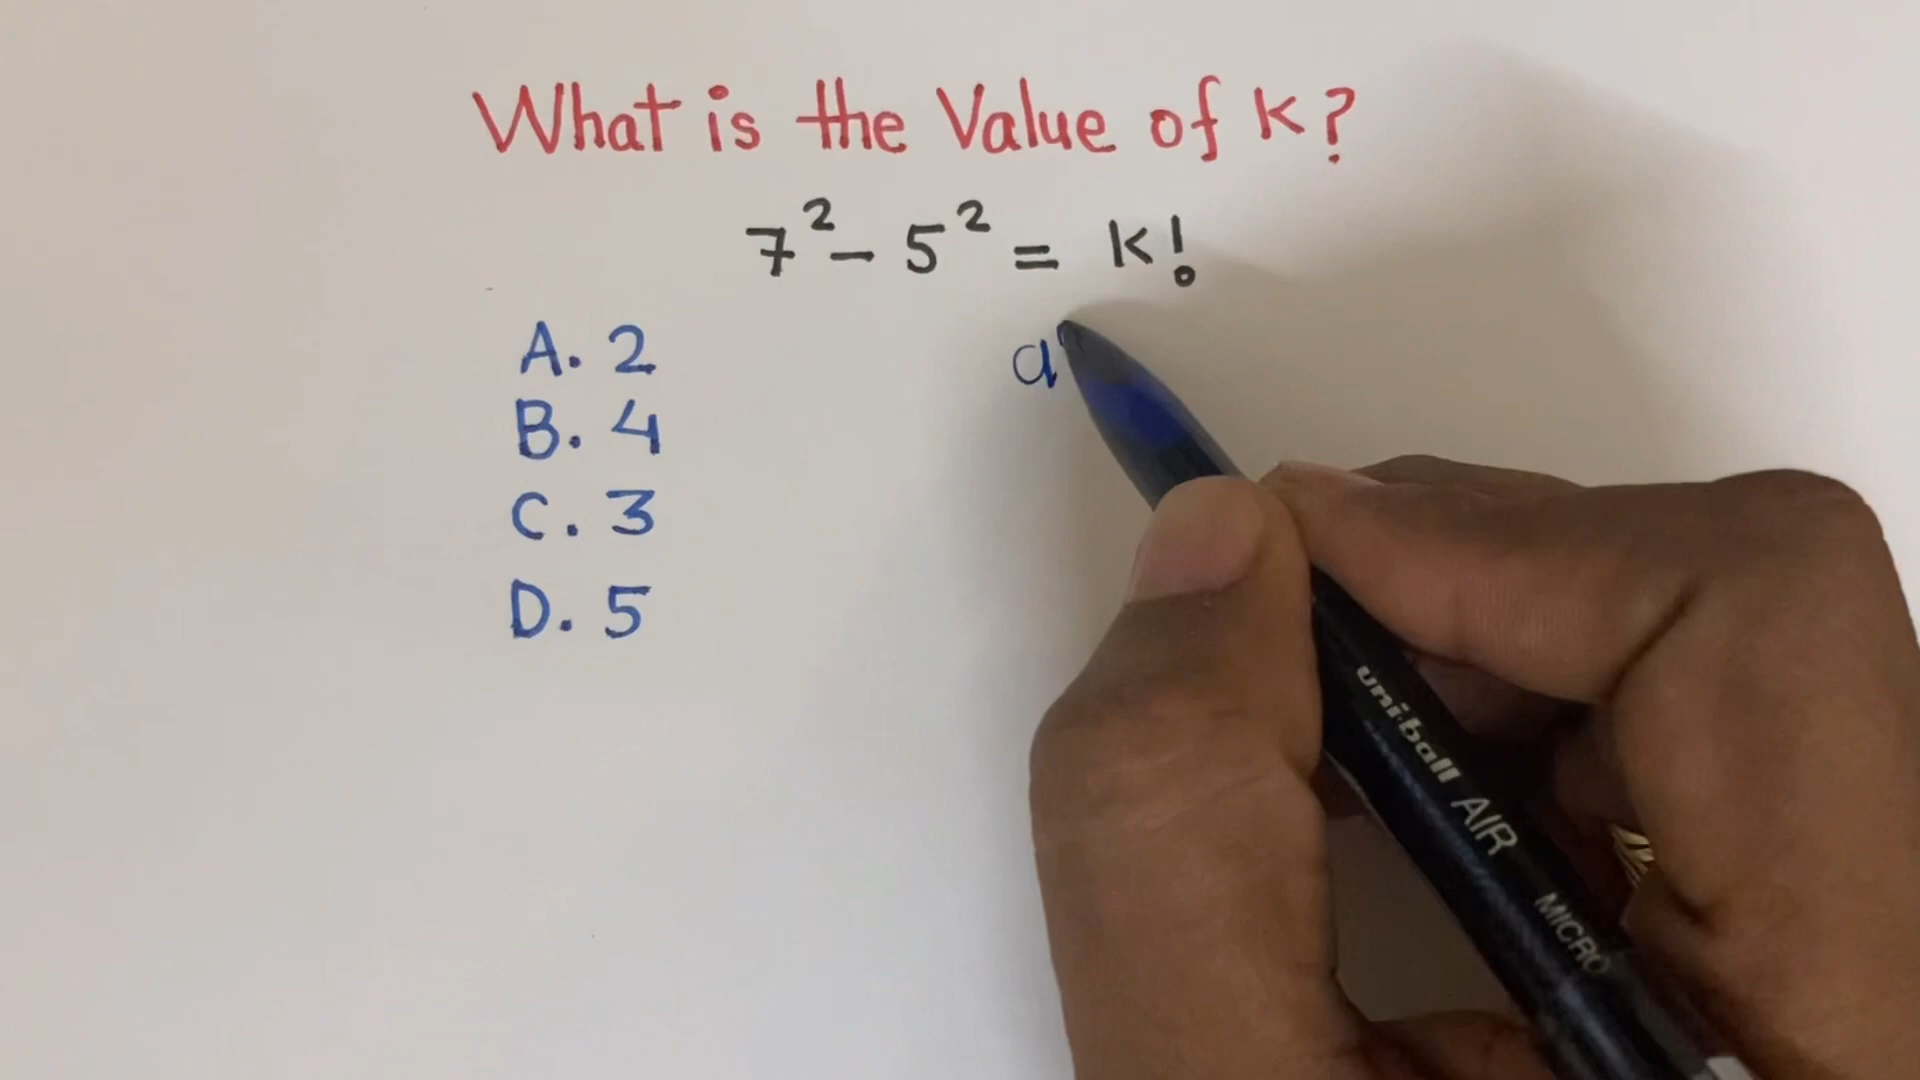 What is the Value of k?
7² - 5² = k!
A. 2
a
B. 4
C. 3
D. 5
uni-ball AIR MICRO